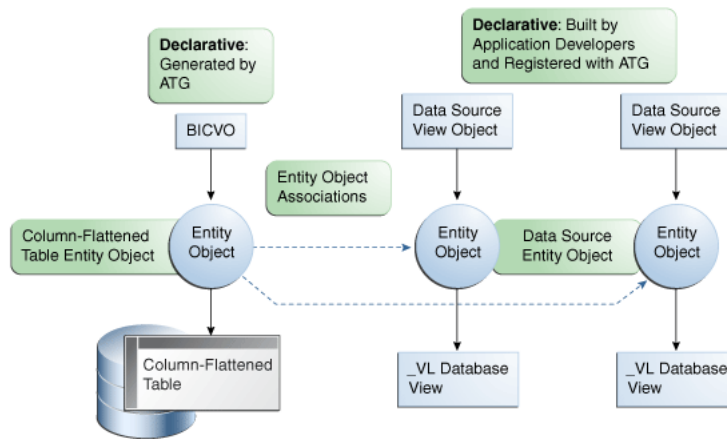 Declarative:
Generated by
ATG
Declarative: Built by
Application Developers
and Registered with ATG
BICVO
Data Source
View Object
Data Source
View Object
Entity Object
Associations
Column-Flattened
Table Entity Object
Entity
Object
Entity
Object
Data Source
Entity Object
Entity
Object
Column-Flattened
Table
_VL Database
View
_VL Database
View